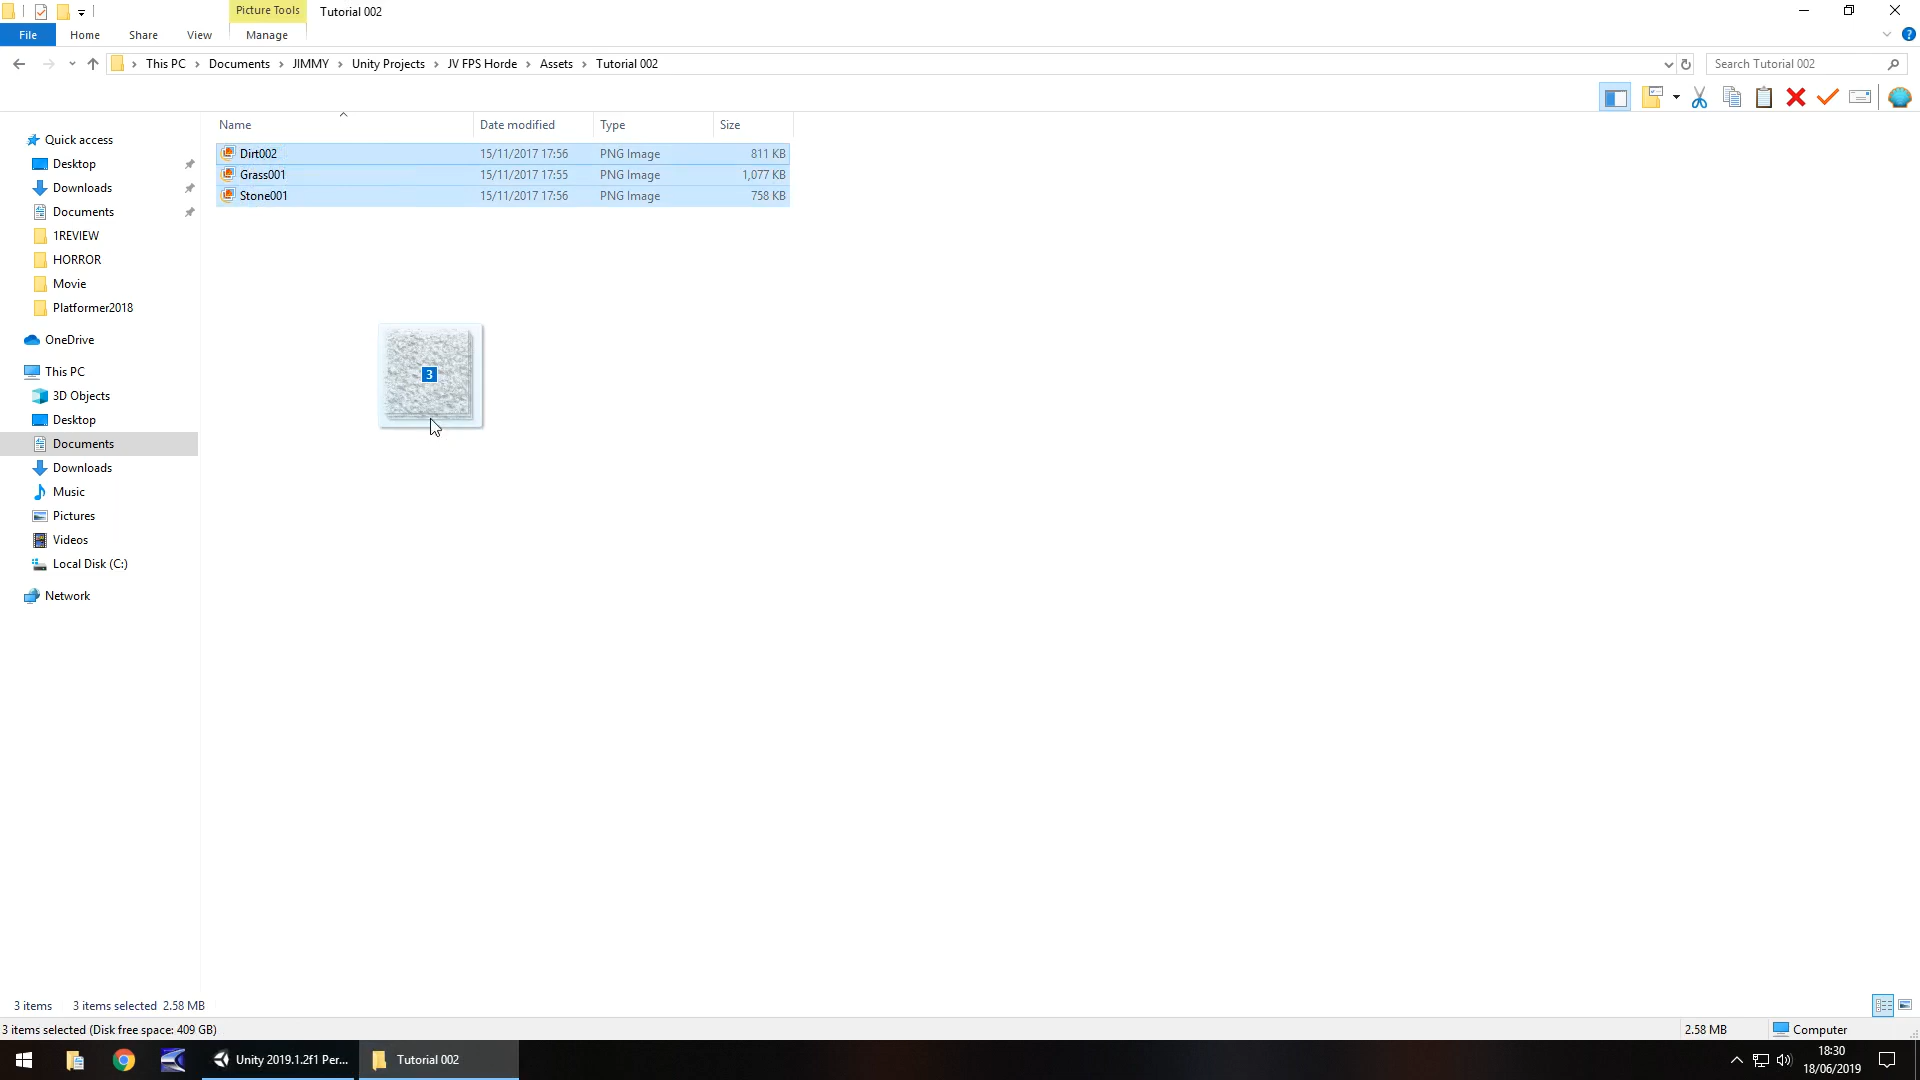 Picture Tools
Tutorial 002
File
Home
Share
View
Manage
This PC
Documents
JIMMY
Unity Projects
JV FPS Horde
Assets
Tutorial 002
Search Tutorial 002
Name
Date modified
Type
Size
Dirt002 15/11/2017 17:56 PNG Image 811 KB
Grass001 15/11/2017 17:55 PNG Image 1,077 KB
Stone001 15/11/2017 17:56 PNG Image 758 KB
Quick access
Desktop
Downloads
Documents
1REVIEW
HORROR
Movie
Platformer2018
OneDrive
This PC
3D Objects
Desktop
Documents
Downloads
Music
Pictures
Videos
Local Disk (C:)
Network
3
3 items 3 items selected 2.58 MB
3 items selected (Disk free space: 409 GB)
2.58 MB
Computer
Unity 2019.1.2f1 Per...
Tutorial 002
18:30
18/06/2019